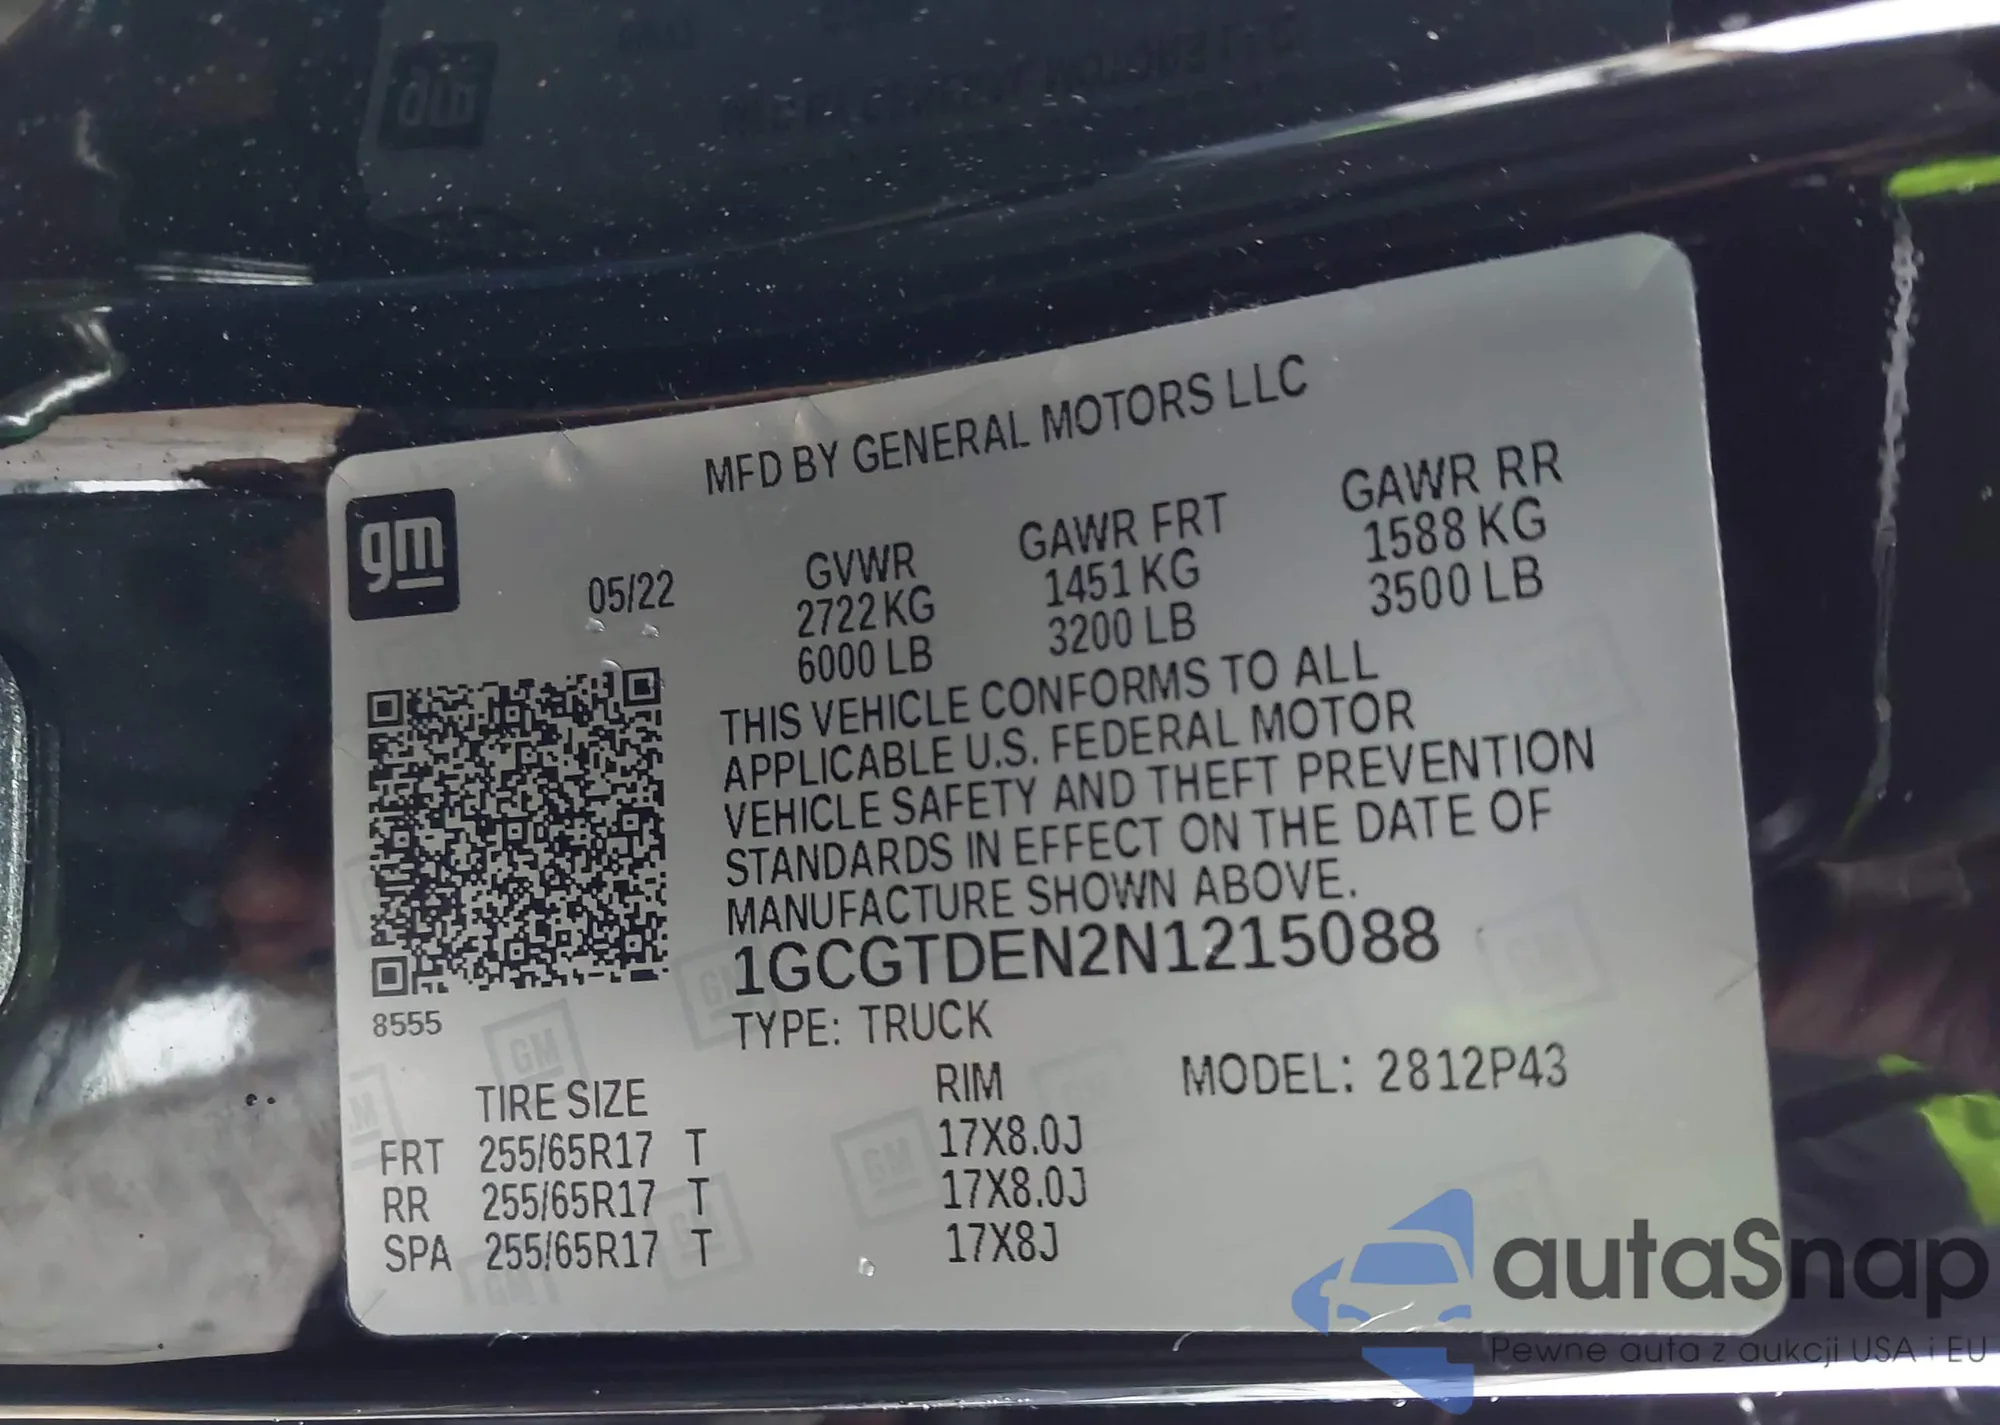 MFD BY GENERAL MOTORS LLC
gm
05/22
GVWR
2722 KG
6000 LB
GAWR FRT
1451 KG
3200 LB
GAWR RR
1588 KG
3500 LB
THIS VEHICLE CONFORMS TO ALL
APPLICABLE U.S. FEDERAL MOTOR
VEHICLE SAFETY AND THEFT PREVENTION
STANDARDS IN EFFECT ON THE DATE OF
MANUFACTURE SHOWN ABOVE.
1GCGTDEN2N1215088
8555
TYPE: TRUCK
TIRE SIZE RIM MODEL: 2812P43
FRT 255/65R17 T 17X8.0J
RR 255/65R17 T 17X8.0J
SPA 255/65R17 T 17X8J
GM
GM
GM
GM
autaSnap
Pewne auta z aukcji USA i EU